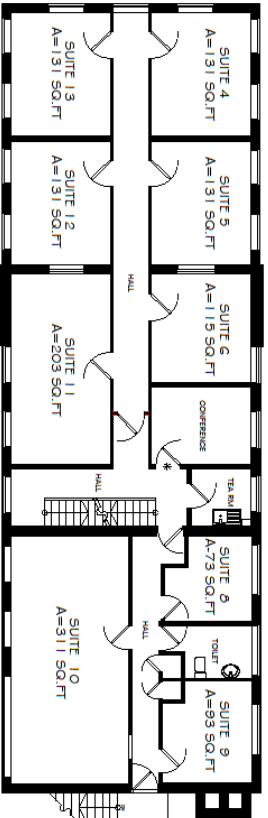 SUITE 13
A=131 SQ.FT
SUITE 4
A=131 SQ.FT
SUITE 12
A=131 SQ.FT
SUITE 5
A=131 SQ.FT
HALL
SUITE 11
A=203 SQ.FT
SUITE 6
A=115 SQ.FT
CONFERENCE
*
HALL
TEA RM
SUITE 8
A-73 SQ.FT
HALL
TOILET
SUITE 10
A=311 SQ.FT
SUITE 9
A=93 SQ.FT